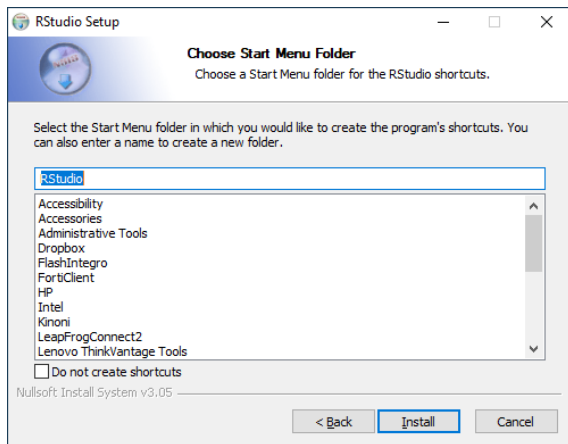 RStudio Setup
Choose Start Menu Folder
Choose a Start Menu folder for the RStudio shortcuts.
Select the Start Menu folder in which you would like to create the program's shortcuts. You
can also enter a name to create a new folder.
RStudio
Accessibility
Accessories
Administrative Tools
Dropbox
FlashIntegro
FortiClient
HP
Intel
Kinoni
LeapFrogConnect2
Lenovo ThinkVantage Tools
Do not create shortcuts
Nullsoft Install System v3.05
< Back
Install
Cancel